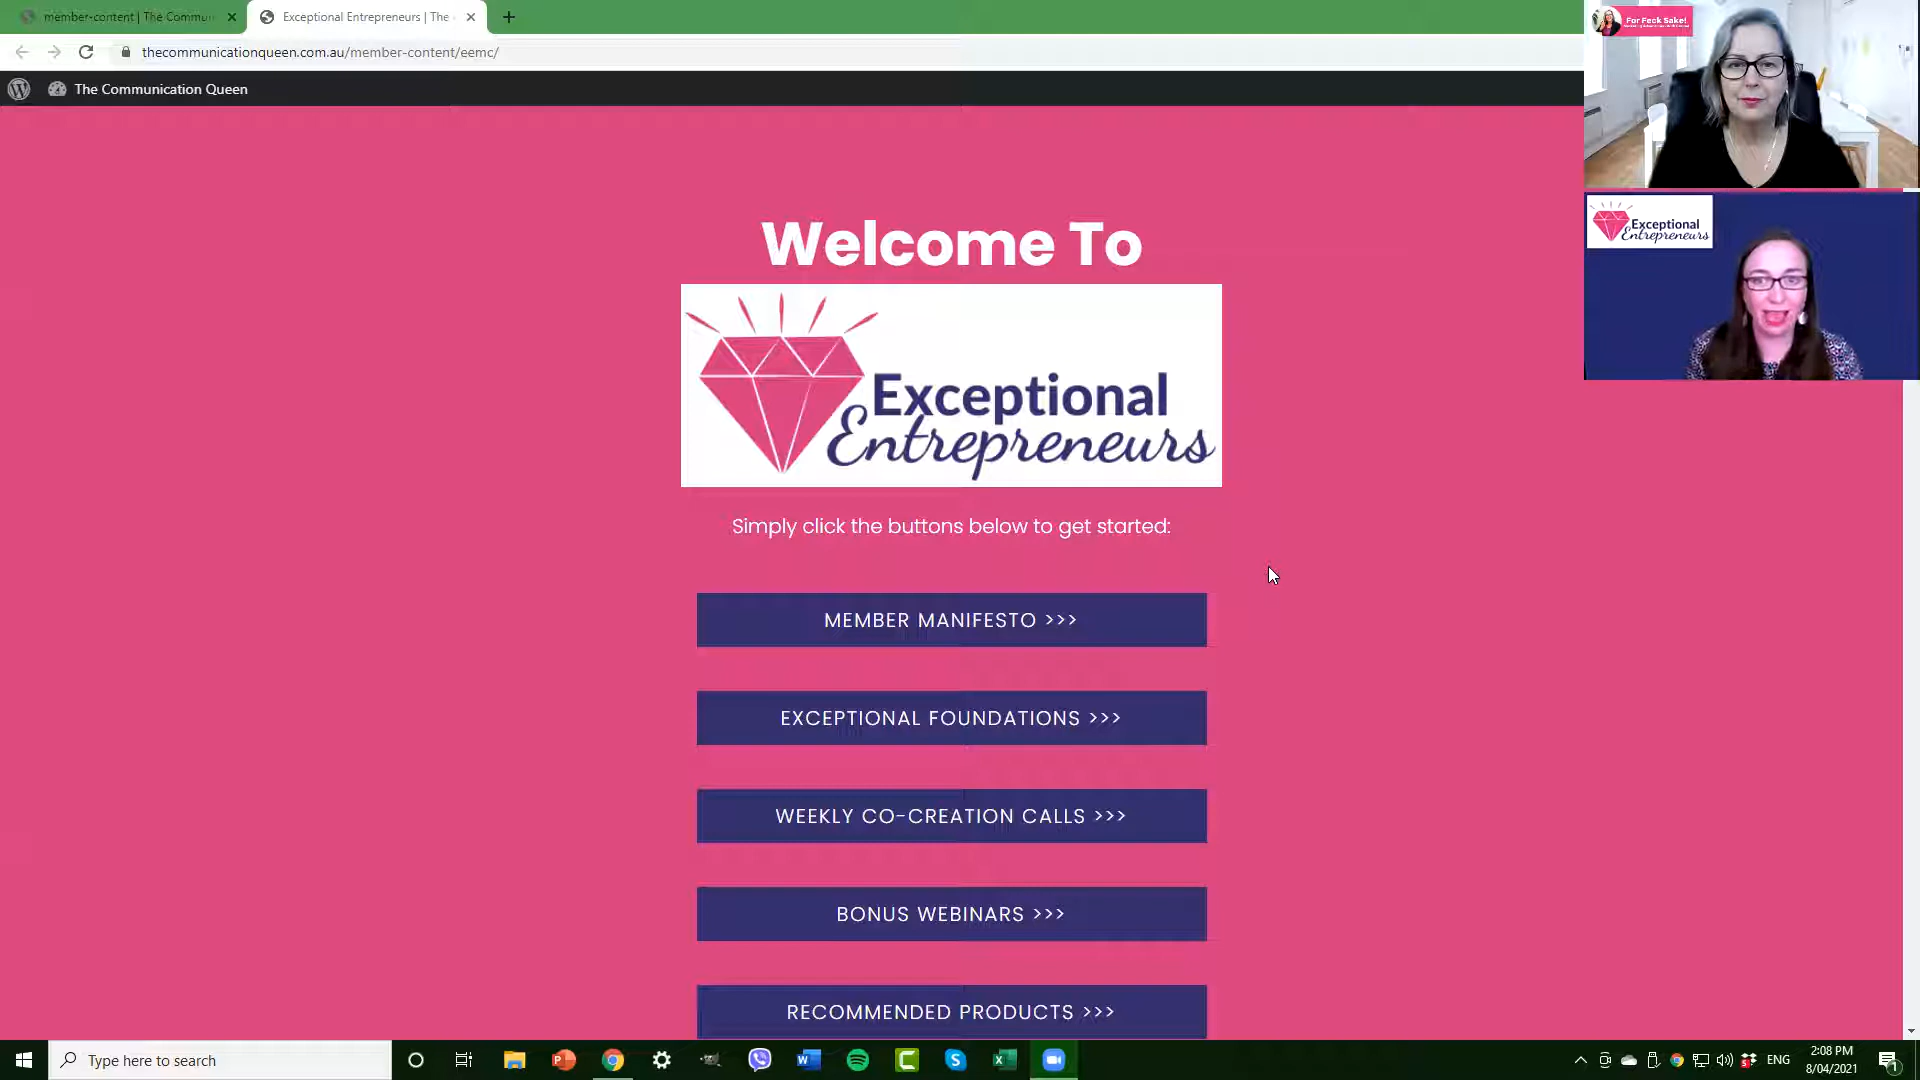 member-content | The Commu
Exceptional Entrepreneurs | The
thecommunicationqueen.com.au/member-content/eemc/
The Communication Queen
For Feck Sake!
Exceptional
Entrepreneurs
Welcome To
Exceptional
Entrepreneurs
Simply click the buttons below to get started:
MEMBER MANIFESTO >>>
EXCEPTIONAL FOUNDATIONS >>>
WEEKLY CO-CREATION CALLS >>>
BONUS WEBINARS >>>
RECOMMENDED PRODUCTS >>>
Type here to search
ENG
2:08 PM
8/04/2021
1